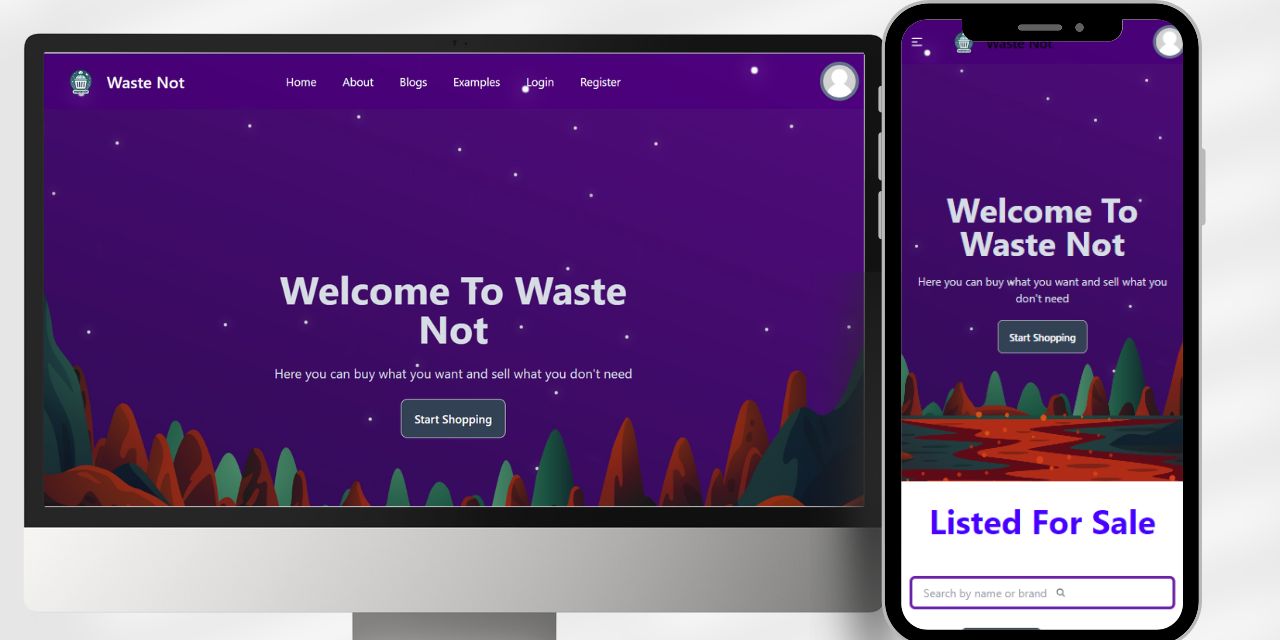 Waste Not
Home About Blogs Examples Login Register
Welcome To Waste
Not
Here you can buy what you want and sell what you don't need
Start Shopping
Waste Not
Welcome To
Waste Not
Here you can buy what you want and sell what you
don't need
Start Shopping
Listed For Sale
Search by name or brand